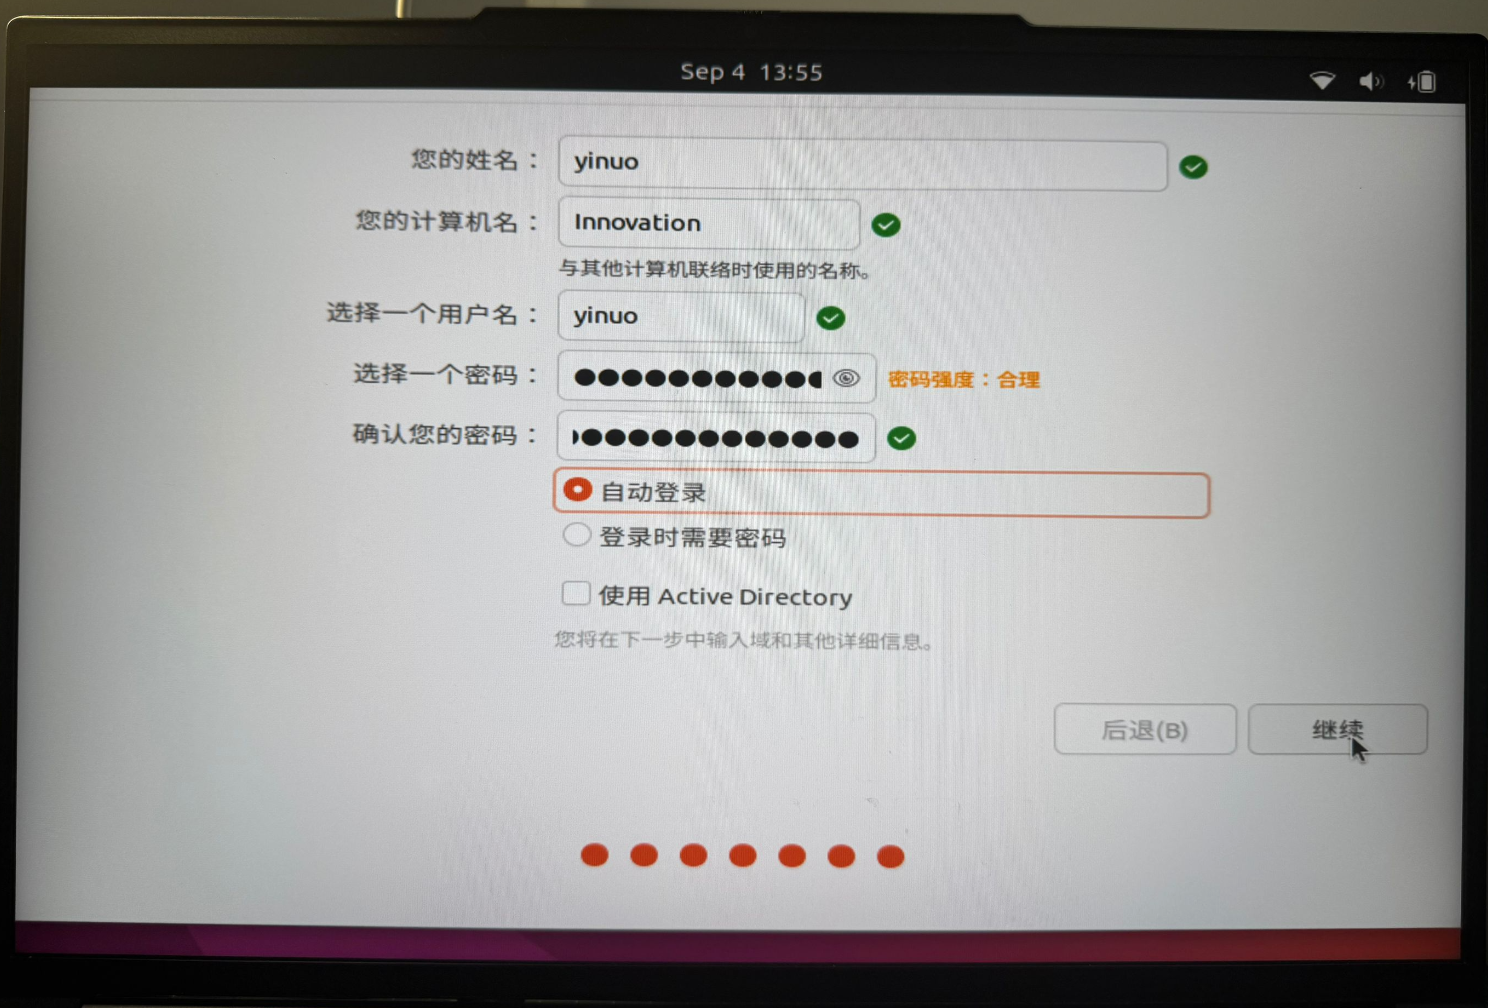 Sep 4 13:55
您的姓名： yinuo
您的计算机名： Innovation
与其他计算机联络时使用的名称。
选择一个用户名： yinuo
选择一个密码： 密码强度：合理
确认您的密码：
自动登录
登录时需要密码
使用 Active Directory
您将在下一步中输入域和其他详细信息。
后退(B) 继续